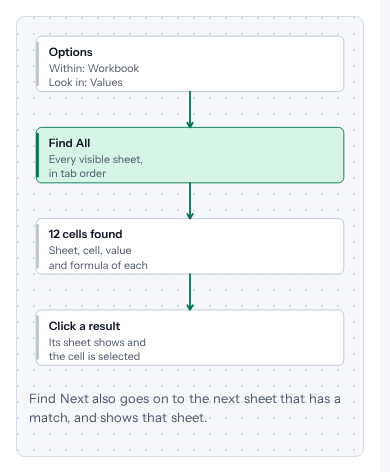 Options
Within: Workbook
Look in: Values
Find All
Every visible sheet,
in tab order
12 cells found
Sheet, cell, value
and formula of each
Click a result
Its sheet shows and
the cell is selected
Find Next also goes on to the next sheet that has a
match, and shows that sheet.